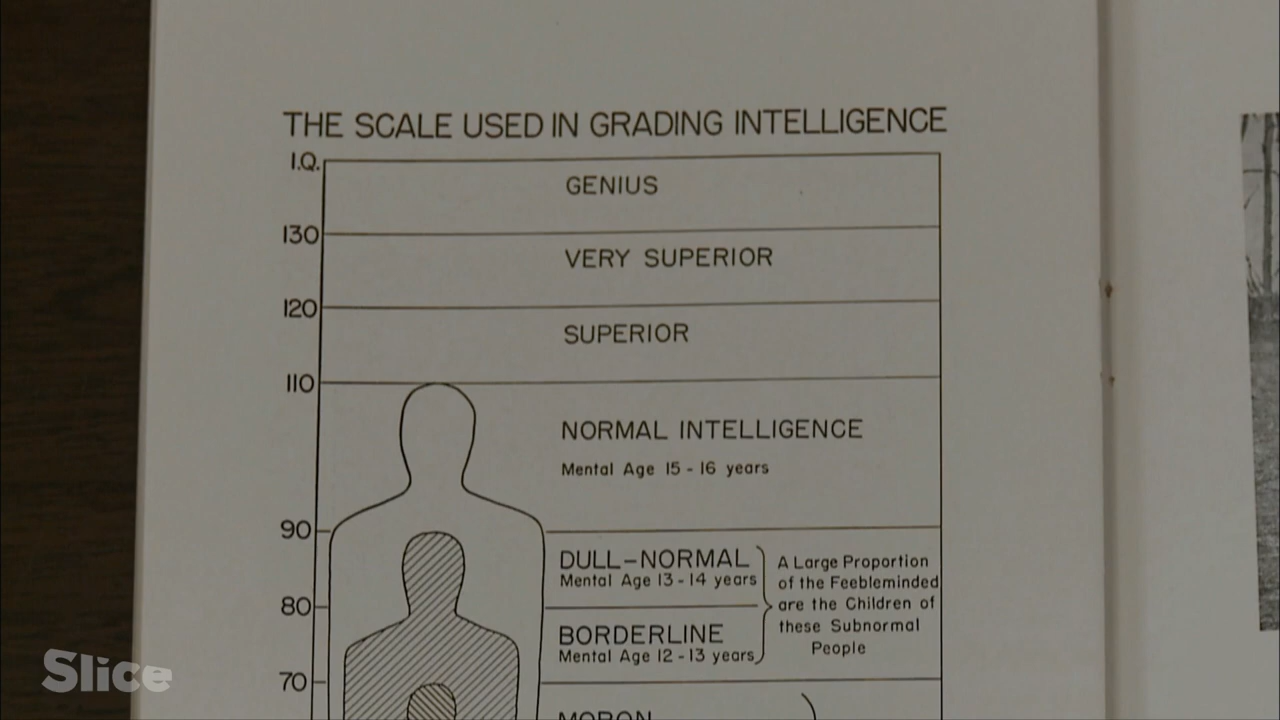 THE SCALE USED IN GRADING INTELLIGENCE
I.Q.
GENIUS
130
VERY SUPERIOR
120
SUPERIOR
110
NORMAL INTELLIGENCE
Mental Age 15-16 years
90
DULL-NORMAL
Mental Age 13-14 years
A Large Proportion
of the Feebleminded
are the Children of
these Subnormal
People
80
BORDERLINE
Mental Age 12-13 years
70
MORON
Slice